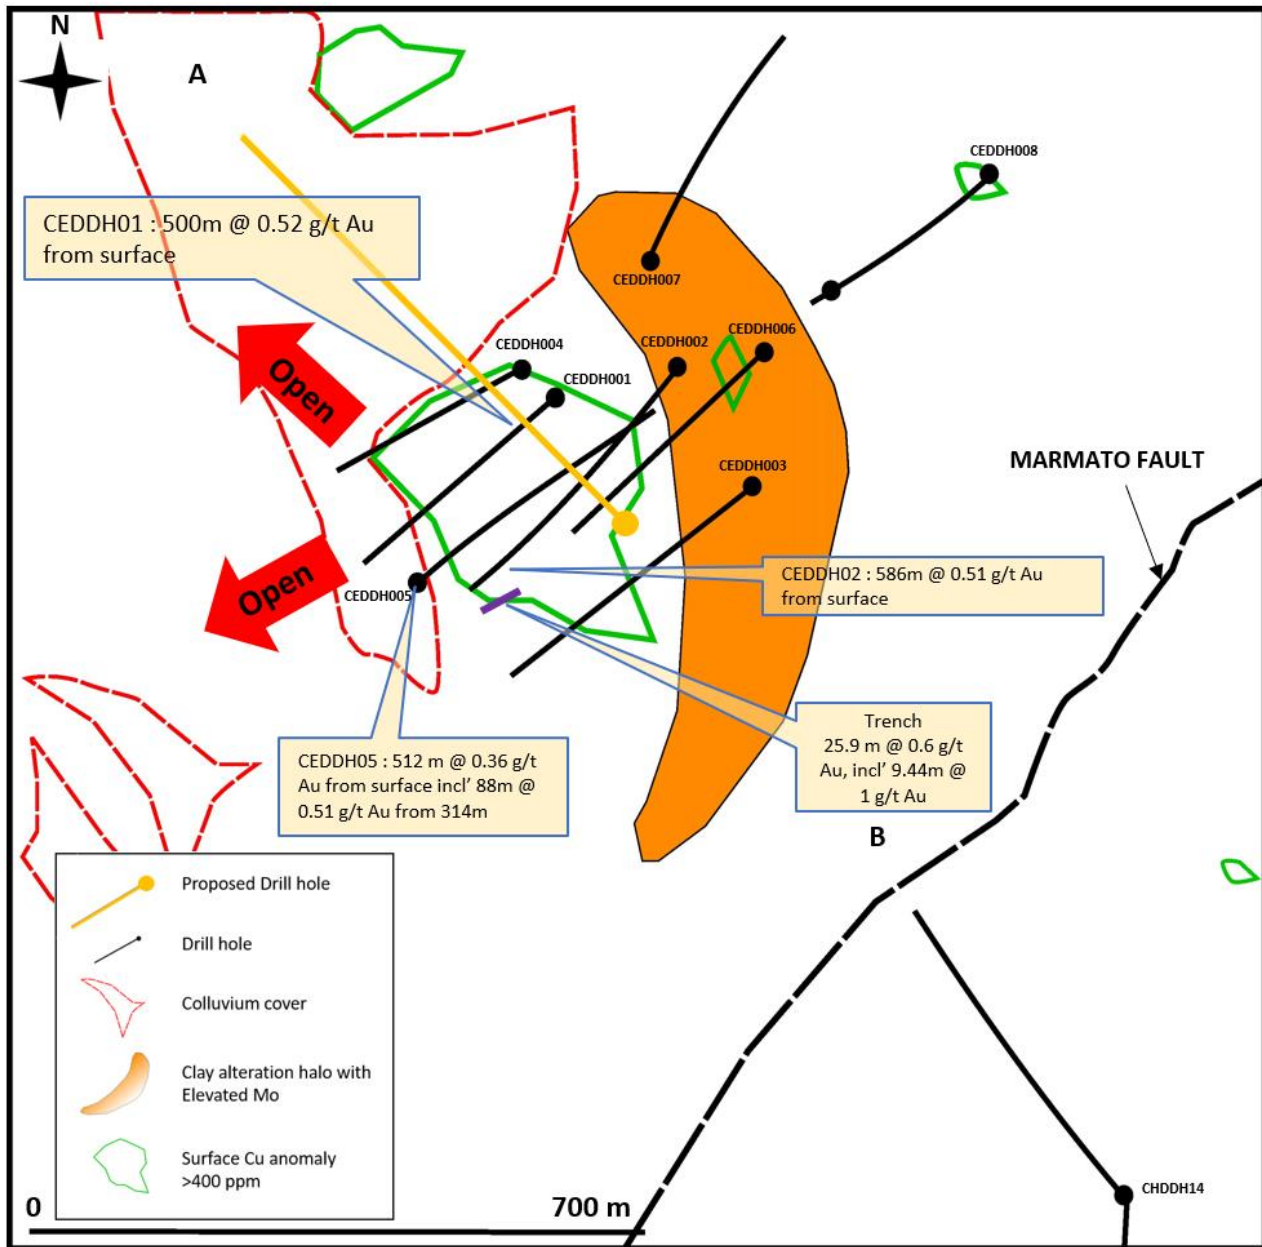 N
A
CEDDH008
CEDDH01 : 500m @ 0.52 g/t Au
from surface
CEDDH007
CEDDH006
CEDDH002
CEDDH004
CEDDH001
Open
CEDDH003
MARMATO FAULT
Open
CEDDH005
CEDDH02 : 586m @ 0.51 g/t Au
from surface
Trench
25.9 m @ 0.6 g/t
Au, incl' 9.44m @
1 g/t Au
CEDDH05 : 512 m @ 0.36 g/t
Au from surface incl' 88m @
0.51 g/t Au from 314m
B
Proposed Drill hole
Drill hole
Colluvium cover
Clay alteration halo with
Elevated Mo
Surface Cu anomaly
>400 ppm
0
700 m
CHDDH14